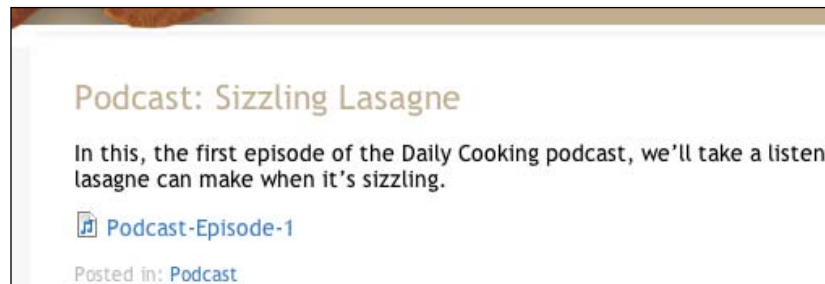 Podcast: Sizzling Lasagne
In this, the first episode of the Daily Cooking podcast, we’ll take a listen
lasagne can make when it’s sizzling.
Podcast-Episode-1
Posted in: Podcast